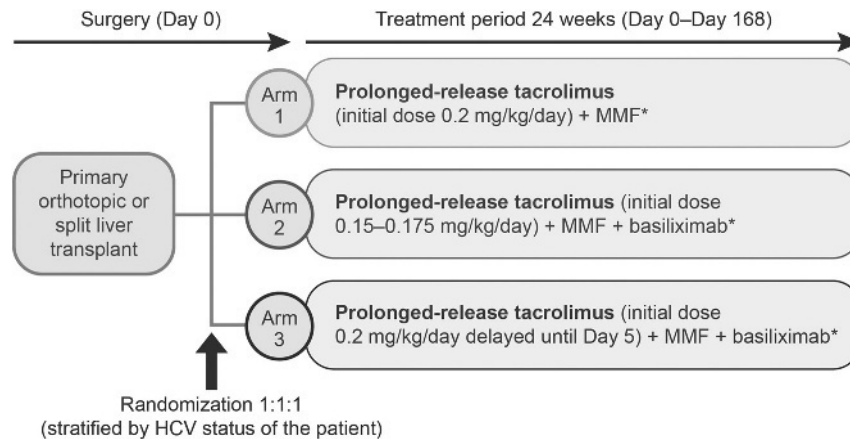 Surgery (Day 0)
Treatment period 24 weeks (Day 0–Day 168)
Arm
1
Prolonged-release tacrolimus
(initial dose 0.2 mg/kg/day) + MMF*
Primary
orthotopic or
split liver
transplant
Arm
2
Prolonged-release tacrolimus (initial dose
0.15–0.175 mg/kg/day) + MMF + basiliximab*
Arm
3
Prolonged-release tacrolimus (initial dose
0.2 mg/kg/day delayed until Day 5) + MMF + basiliximab*
Randomization 1:1:1
(stratified by HCV status of the patient)